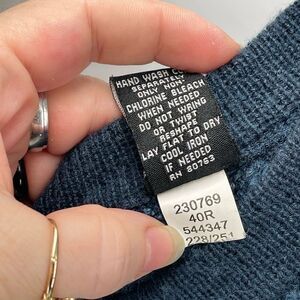 HAND WASH
SEPARATELY
ONLY NON
CHLORINE BLEACH
WHEN NEEDED
DO NOT WRING
OR TWIST
RESHAPE
LAY FLAT TO DRY
COOL IRON
IF NEEDED
RN 80763
230769
40R
544347
228/251